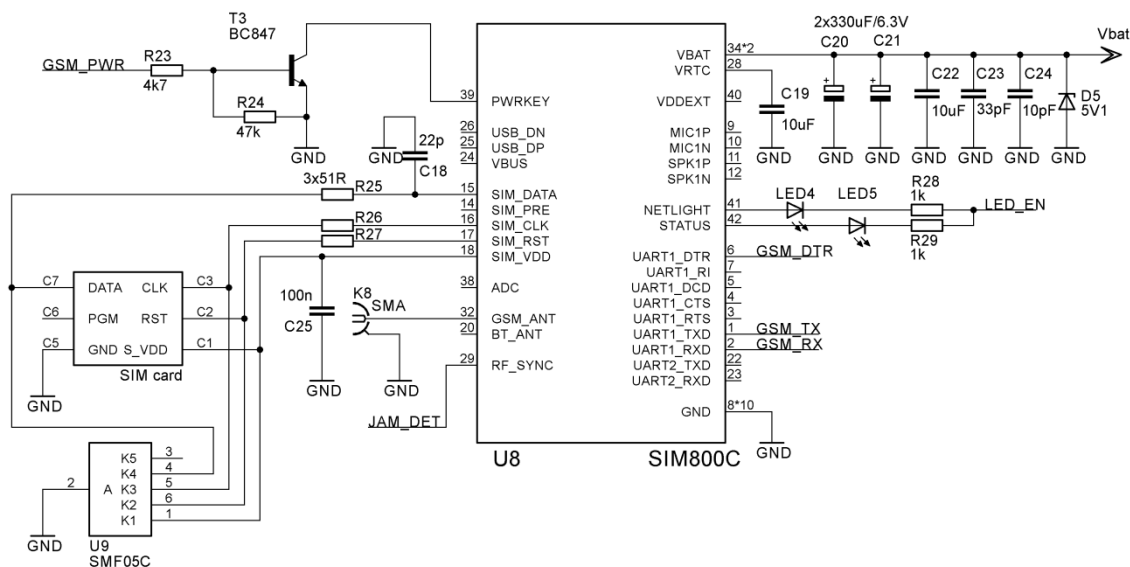 T3
BC847
R23
GSM_PWR
4k7
R24
47k
GND
39 PWRKEY
26 USB_DN
25 USB_DP
24 VBUS
22p
GND
C18
3x51R
R25
15 SIM_DATA
14 SIM_PRE
R26
16 SIM_CLK
R27
17 SIM_RST
18 SIM_VDD
38 ADC
32 GSM_ANT
20 BT_ANT
29 RF_SYNC
100n
C25
GND
K8
SMA
GND
JAM_DET
C7 DATA CLK C3
C6 PGM RST C2
C5 GND S_VDD C1
SIM card
GND
K5 3
K4 4
2 A K3 5
K2 6
K1 1
GND
U9
SMF05C
U8 SIM800C
VBAT 34*2
VRTC 28
VDDEXT 40
MIC1P 9
MIC1N 10
SPK1P 11
SPK1N 12
NETLIGHT 41
STATUS 42
UART1_DTR 6 GSM_DTR
UART1_RI 7
UART1_DCD 5
UART1_CTS 4
UART1_RTS 3
UART1_TXD 1 GSM_TX
UART1_RXD 2 GSM_RX
UART2_TXD 22
UART2_RXD 23
GND 8*10
GND
2x330uF/6.3V
C20 C21
Vbat
C19
10uF
GND
+
GND
+
GND
C22
10uF
GND
C23
33pF
GND
C24
10pF
GND
D5
5V1
GND
LED4 LED5
R28
1k
LED_EN
R29
1k